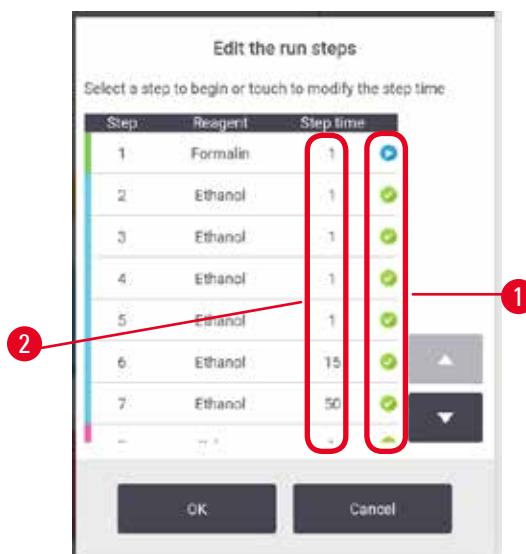 Edit the run steps
Select a step to begin or touch to modify the step time
Step Reagent Step time
1 Formalin 1
2 Ethanol 1
3 Ethanol 1
4 Ethanol 1
1
5 Ethanol 1
2
6 Ethanol 15
7 Ethanol 50
OK Cancel